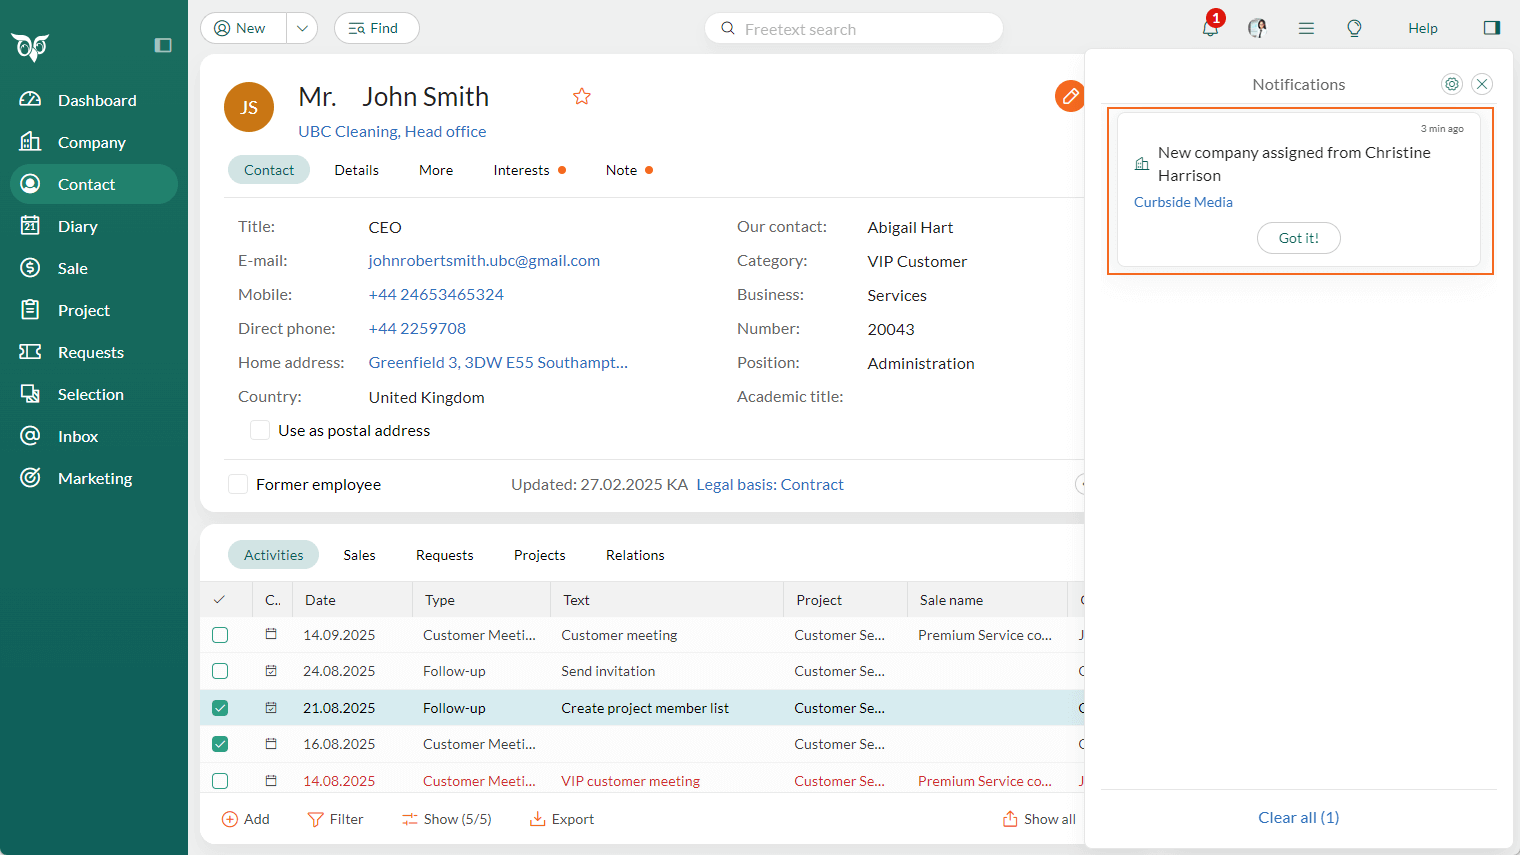 New
Find
Freetext search
1
Help
Dashboard
Company
Contact
Diary
21
Sale
Project
Requests
Selection
Inbox
Marketing
JS
Mr. John Smith
UBC Cleaning, Head office
Contact Details More Interests Note
Title: CEO
E-mail: johnrobertsmith.ubc@gmail.com
Mobile: +44 24653465324
Direct phone: +44 2259708
Home address: Greenfield 3, 3DW E55 Southampt...
Country: United Kingdom
Use as postal address
Our contact: Abigail Hart
Category: VIP Customer
Business: Services
Number: 20043
Position: Administration
Academic title:
Former employee
Updated: 27.02.2025 KA Legal basis: Contract
Activities Sales Requests Projects Relations
C.. Date Type Text Project Sale name
14.09.2025 Customer Meeti... Customer meeting Customer Se... Premium Service co...
24.08.2025 Follow-up Send invitation Customer Se...
21.08.2025 Follow-up Create project member list Customer Se...
16.08.2025 Customer Meeti... Customer Se...
14.08.2025 Customer Meeti... VIP customer meeting Customer Se... Premium Service co...
Add Filter Show (5/5) Export Show all
Notifications
3 min ago
New company assigned from Christine
Harrison
Curbside Media
Got it!
Clear all (1)